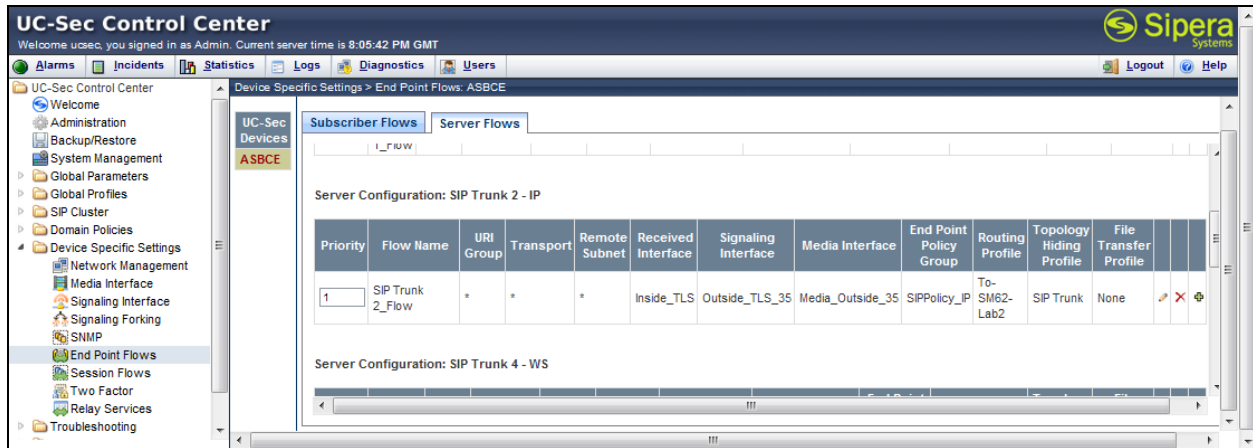 UC-Sec Control Center
Welcome ucsec, you signed in as Admin. Current server time is 8:05:42 PM GMT
Sipera
Systems
Alarms Incidents Statistics Logs Diagnostics Users Logout Help
UC-Sec Control Center
Welcome
Administration
Backup/Restore
System Management
Global Parameters
Global Profiles
SIP Cluster
Domain Policies
Device Specific Settings
Network Management
Media Interface
Signaling Interface
Signaling Forking
SNMP
End Point Flows
Session Flows
Two Factor
Relay Services
Troubleshooting
Device Specific Settings > End Point Flows: ASBCE
UC-Sec
Devices
ASBCE
Subscriber Flows Server Flows
1_Flow
Server Configuration: SIP Trunk 2 - IP
Priority Flow Name URI Group Transport Remote Subnet Received Interface Signaling Interface Media Interface End Point Policy Group Routing Profile Topology Hiding Profile File Transfer Profile
1 SIP Trunk 2_Flow * * * Inside_TLS Outside_TLS_35 Media_Outside_35 SIPPolicy_IP To-SM62-Lab2 SIP Trunk None
Server Configuration: SIP Trunk 4 - WS